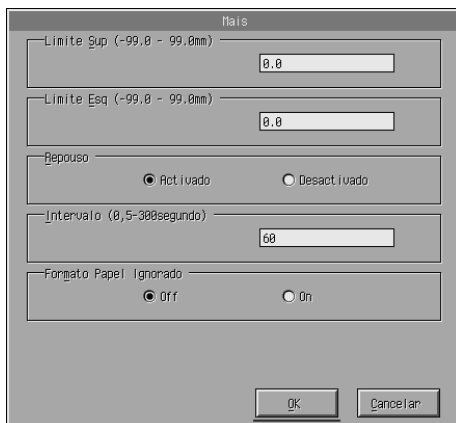 Mais
Limite Sup (-99.0 - 99.0mm)
0.0
Limite Esq (-99.0 - 99.0mm)
0.0
Repouso
Activado Desactivado
Intervalo (0,5-300segundo)
60
Formato Papel Ignorado
Off On
OK Cancelar